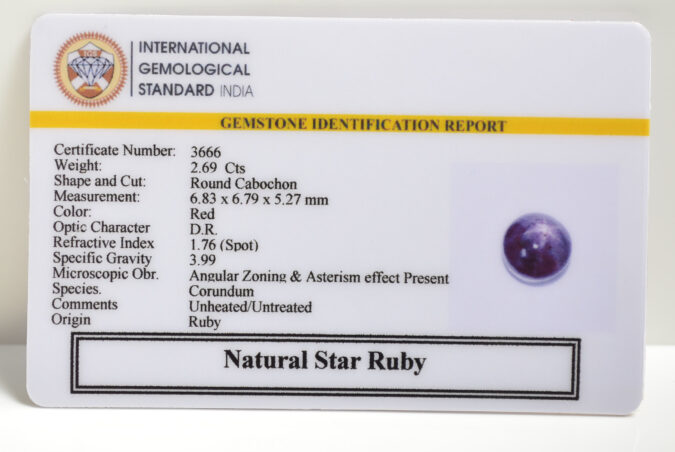 IGS
INTERNATIONAL
GEMOLOGICAL
STANDARD INDIA
GEMSTONE IDENTIFICATION REPORT
Certificate Number: 3666
Weight: 2.69 Cts
Shape and Cut: Round Cabochon
Measurement: 6.83 x 6.79 x 5.27 mm
Color: Red
Optic Character D.R.
Refractive Index 1.76 (Spot)
Specific Gravity 3.99
Microscopic Obr. Angular Zoning & Asterism effect Present
Species. Corundum
Comments Unheated/Untreated
Origin Ruby
Natural Star Ruby